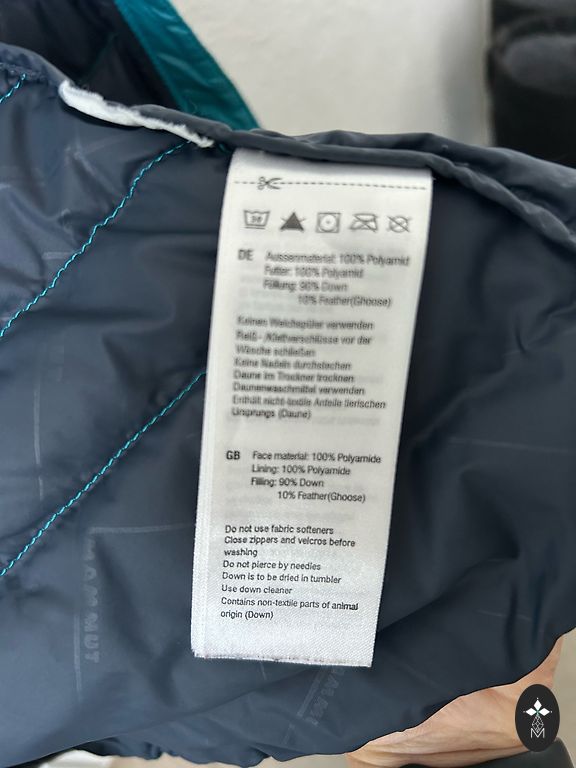 30
DE Aussenmaterial: 100% Polyamid
Futter: 100% Polyamid
Füllung: 90% Down
10% Feather(Ghoose)
Keinen Weichspüler verwenden
Reiß- /Klettverschlüsse vor der
Wäsche schließen
Keine Nadeln durchstechen
Daune im Trockner trocknen
Daunenwaschmittel verwenden
Enthält nicht-textile Anteile tierischen
Ursprungs (Daune)
GB Face material: 100% Polyamide
Lining: 100% Polyamide
Filling: 90% Down
10% Feather(Ghoose)
Do not use fabric softeners
Close zippers and velcros before
washing
Do not pierce by needles
Down is to be dried in tumbler
Use down cleaner
Contains non-textile parts of animal
origin (Down)
MAMMUT
M